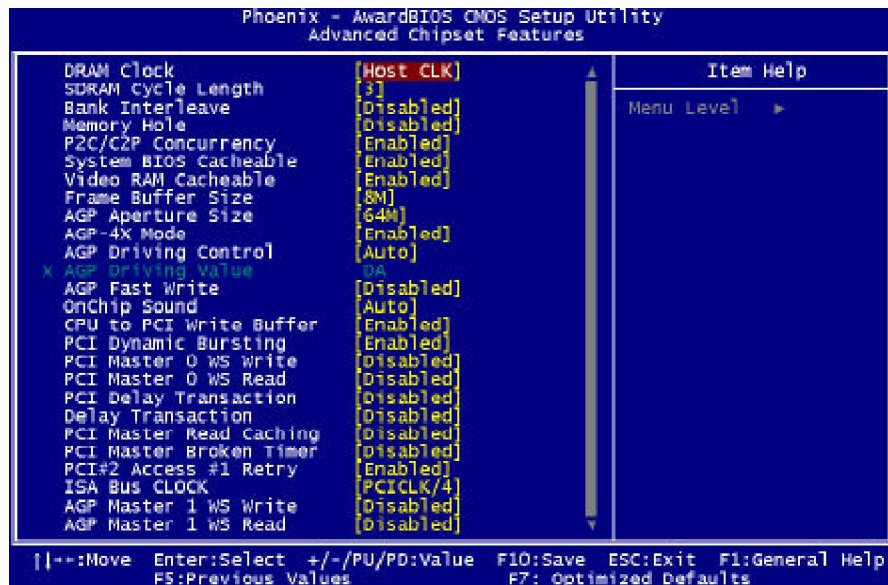 Phoenix - AwardBIOS CMOS Setup Utility
Advanced Chipset Features
DRAM Clock [Host CLK]
SDRAM Cycle Length [3]
Bank Interleave [Disabled]
Memory Hole [Disabled]
P2C/C2P Concurrency [Enabled]
System BIOS Cacheable [Enabled]
Video RAM Cacheable [Enabled]
Frame Buffer Size [8M]
AGP Aperture Size [64M]
AGP-4X Mode [Enabled]
AGP Driving Control [Auto]
X AGP Driving Value DA
AGP Fast Write [Disabled]
OnChip Sound [Auto]
CPU to PCI Write Buffer [Enabled]
PCI Dynamic Bursting [Enabled]
PCI Master 0 WS Write [Disabled]
PCI Master 0 WS Read [Disabled]
PCI Delay Transaction [Disabled]
Delay Transaction [Disabled]
PCI Master Read Caching [Disabled]
PCI Master Broken Timer [Disabled]
PCI#2 Access #1 Retry [Enabled]
ISA Bus CLOCK [PCICLK/4]
AGP Master 1 WS Write [Disabled]
AGP Master 1 WS Read [Disabled]
Item Help
Menu Level ►
↑↓→←:Move Enter:Select +/-/PU/PD:Value F10:Save ESC:Exit F1:General Help
F5:Previous Values F7: Optimized Defaults